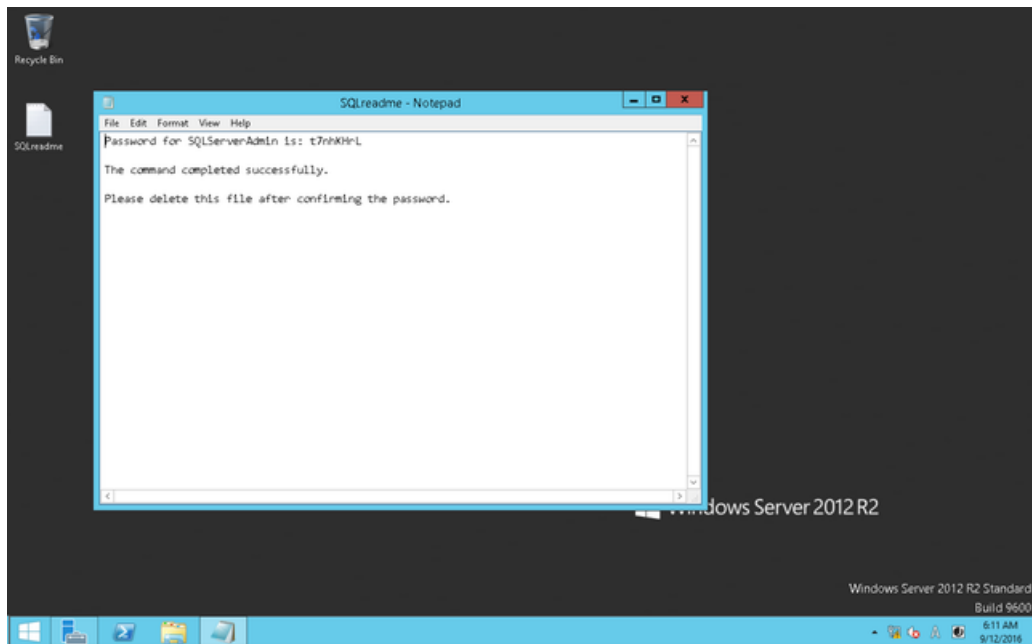 Recycle Bin
SQLreadme
SQLreadme - Notepad
File Edit Format View Help
Password for SQLServerAdmin is: t7nhKHrL
The command completed successfully.
Please delete this file after confirming the password.
Windows Server 2012 R2
Windows Server 2012 R2 Standard
Build 9600
6:11 AM
9/12/2016